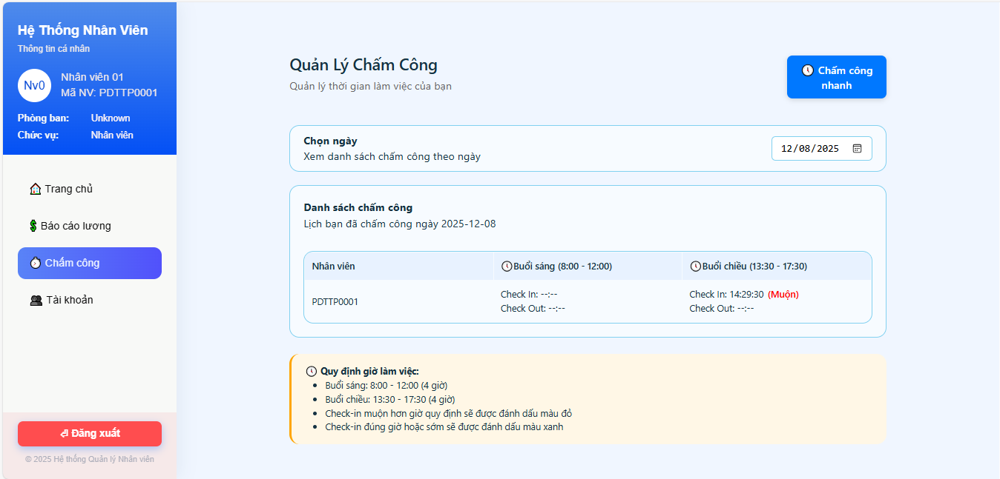 Hệ Thống Nhân Viên
Thông tin cá nhân
Nv0
Nhân viên 01
Mã NV: PDTTP0001
Phòng ban: Unknown
Chức vụ: Nhân viên
Trang chủ
Báo cáo lương
Chấm công
Tài khoản
Đăng xuất
© 2025 Hệ thống Quản lý Nhân viên
Quản Lý Chấm Công
Quản lý thời gian làm việc của bạn
Chấm công
nhanh
Chọn ngày
Xem danh sách chấm công theo ngày
12/08/2025
Danh sách chấm công
Lịch bạn đã chấm công ngày 2025-12-08
Nhân viên Buổi sáng (8:00 - 12:00) Buổi chiều (13:30 - 17:30)
PDTTP0001
Check In: --:--
Check Out: --:--
Check In: 14:29:30 (Muộn)
Check Out: --:--
Quy định giờ làm việc:
Buổi sáng: 8:00 - 12:00 (4 giờ)
Buổi chiều: 13:30 - 17:30 (4 giờ)
Check-in muộn hơn giờ quy định sẽ được đánh dấu màu đỏ
Check-in đúng giờ hoặc sớm sẽ được đánh dấu màu xanh